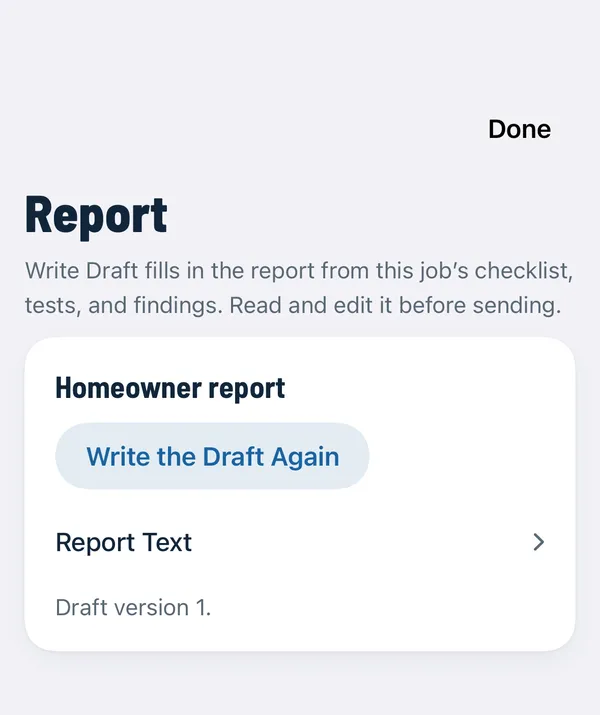 Done
Report
Write Draft fills in the report from this job’s checklist,
tests, and findings. Read and edit it before sending.
Homeowner report
Write the Draft Again
Report Text
Draft version 1.